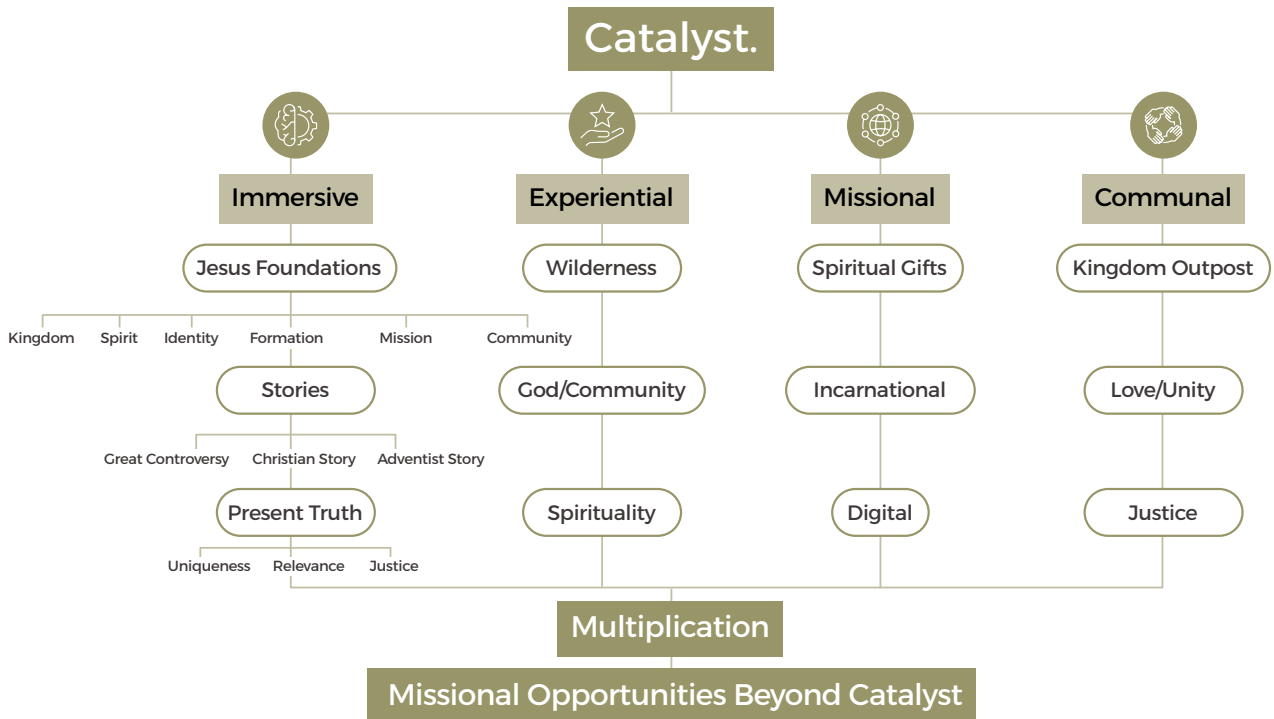 Catalyst.
Immersive
Experiential
Missional
Communal
Jesus Foundations
Wilderness
Spiritual Gifts
Kingdom Outpost
Kingdom
Spirit
Identity
Formation
Mission
Community
Stories
God/Community
Incarnational
Love/Unity
Great Controversy
Christian Story
Adventist Story
Present Truth
Spirituality
Digital
Justice
Uniqueness
Relevance
Justice
Multiplication
Missional Opportunities Beyond Catalyst